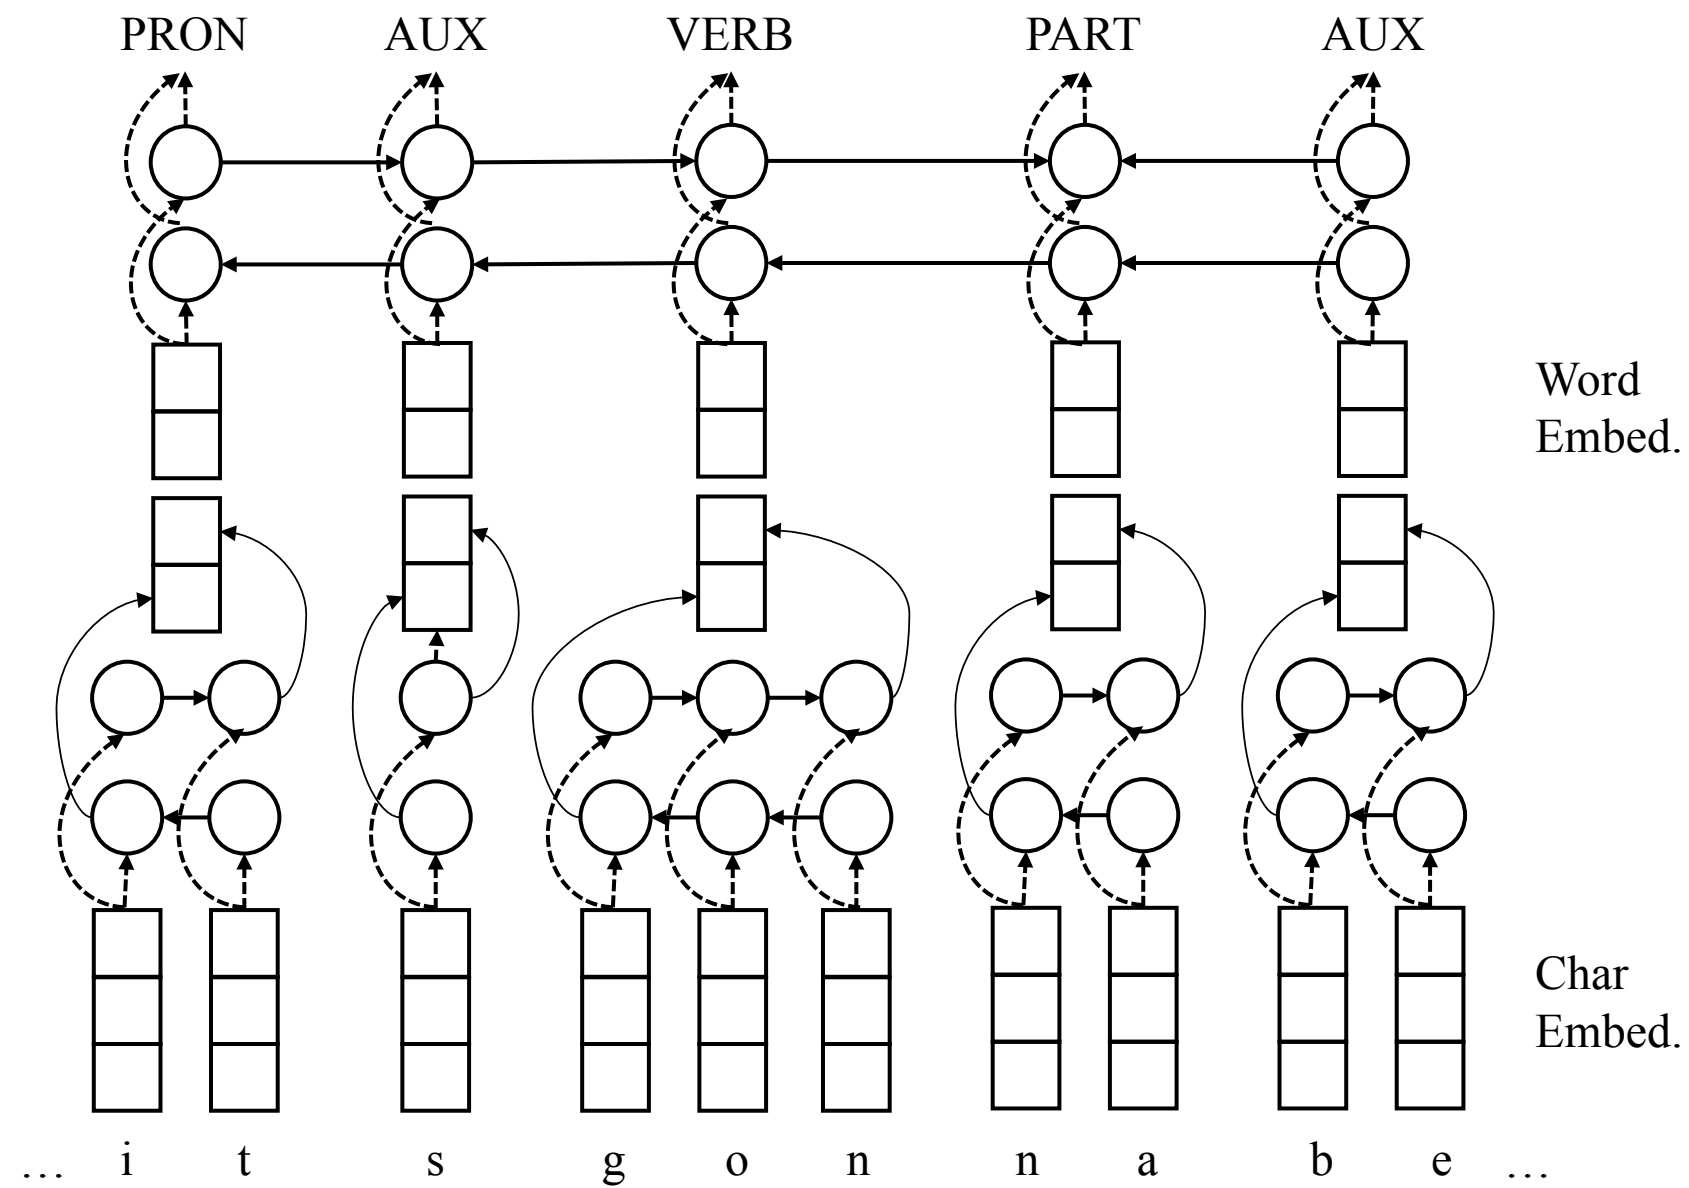 PRON AUX VERB PART AUX
Word
Embed.
Char
Embed.
… i t s g o n n a b e …